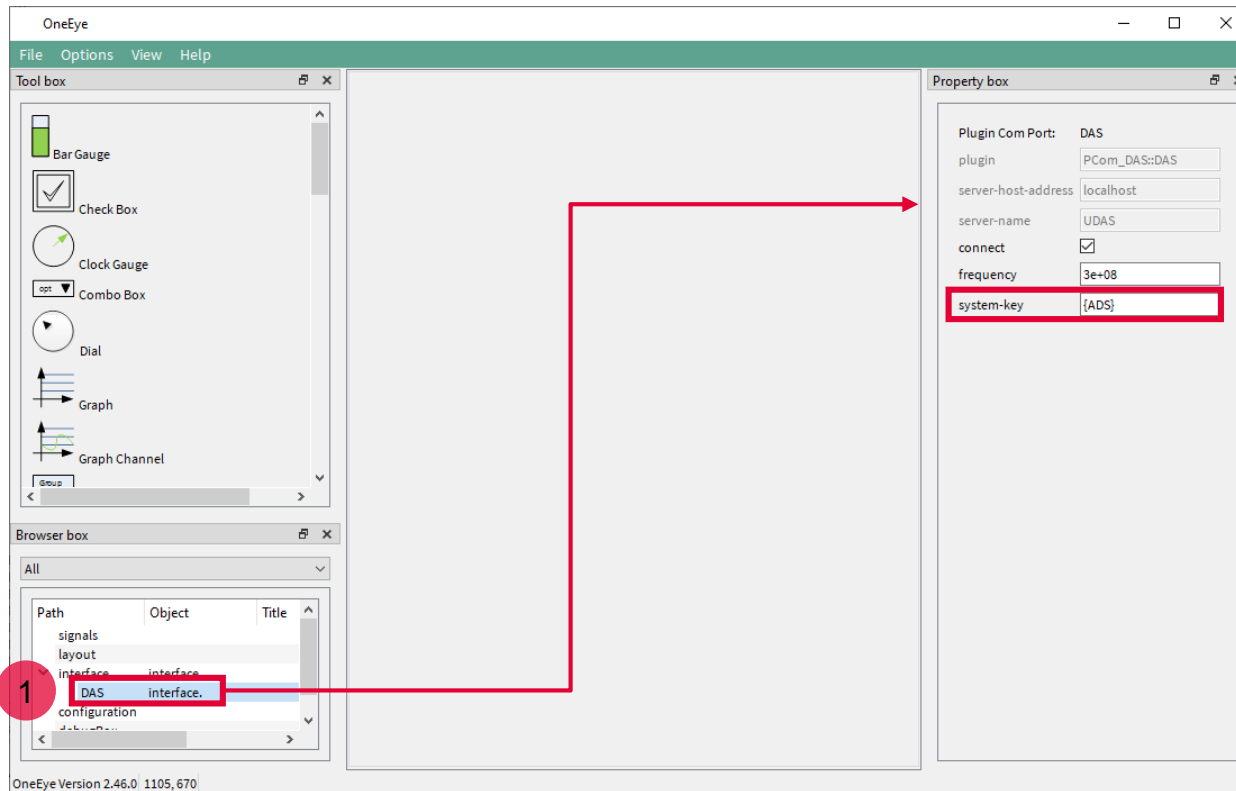 OneEye
File Options View Help
Tool box
Bar Gauge
Check Box
Clock Gauge
opt
Combo Box
Dial
Graph
Graph Channel
Group
Browser box
All
Path Object Title
signals
layout
interface interface
1
DAS interface.
configuration
debugBox
OneEye Version 2.46.0 1105, 670
Property box
Plugin Com Port: DAS
plugin PCom_DAS::DAS
server-host-address localhost
server-name UDAS
connect
frequency 3e+08
system-key {ADS}